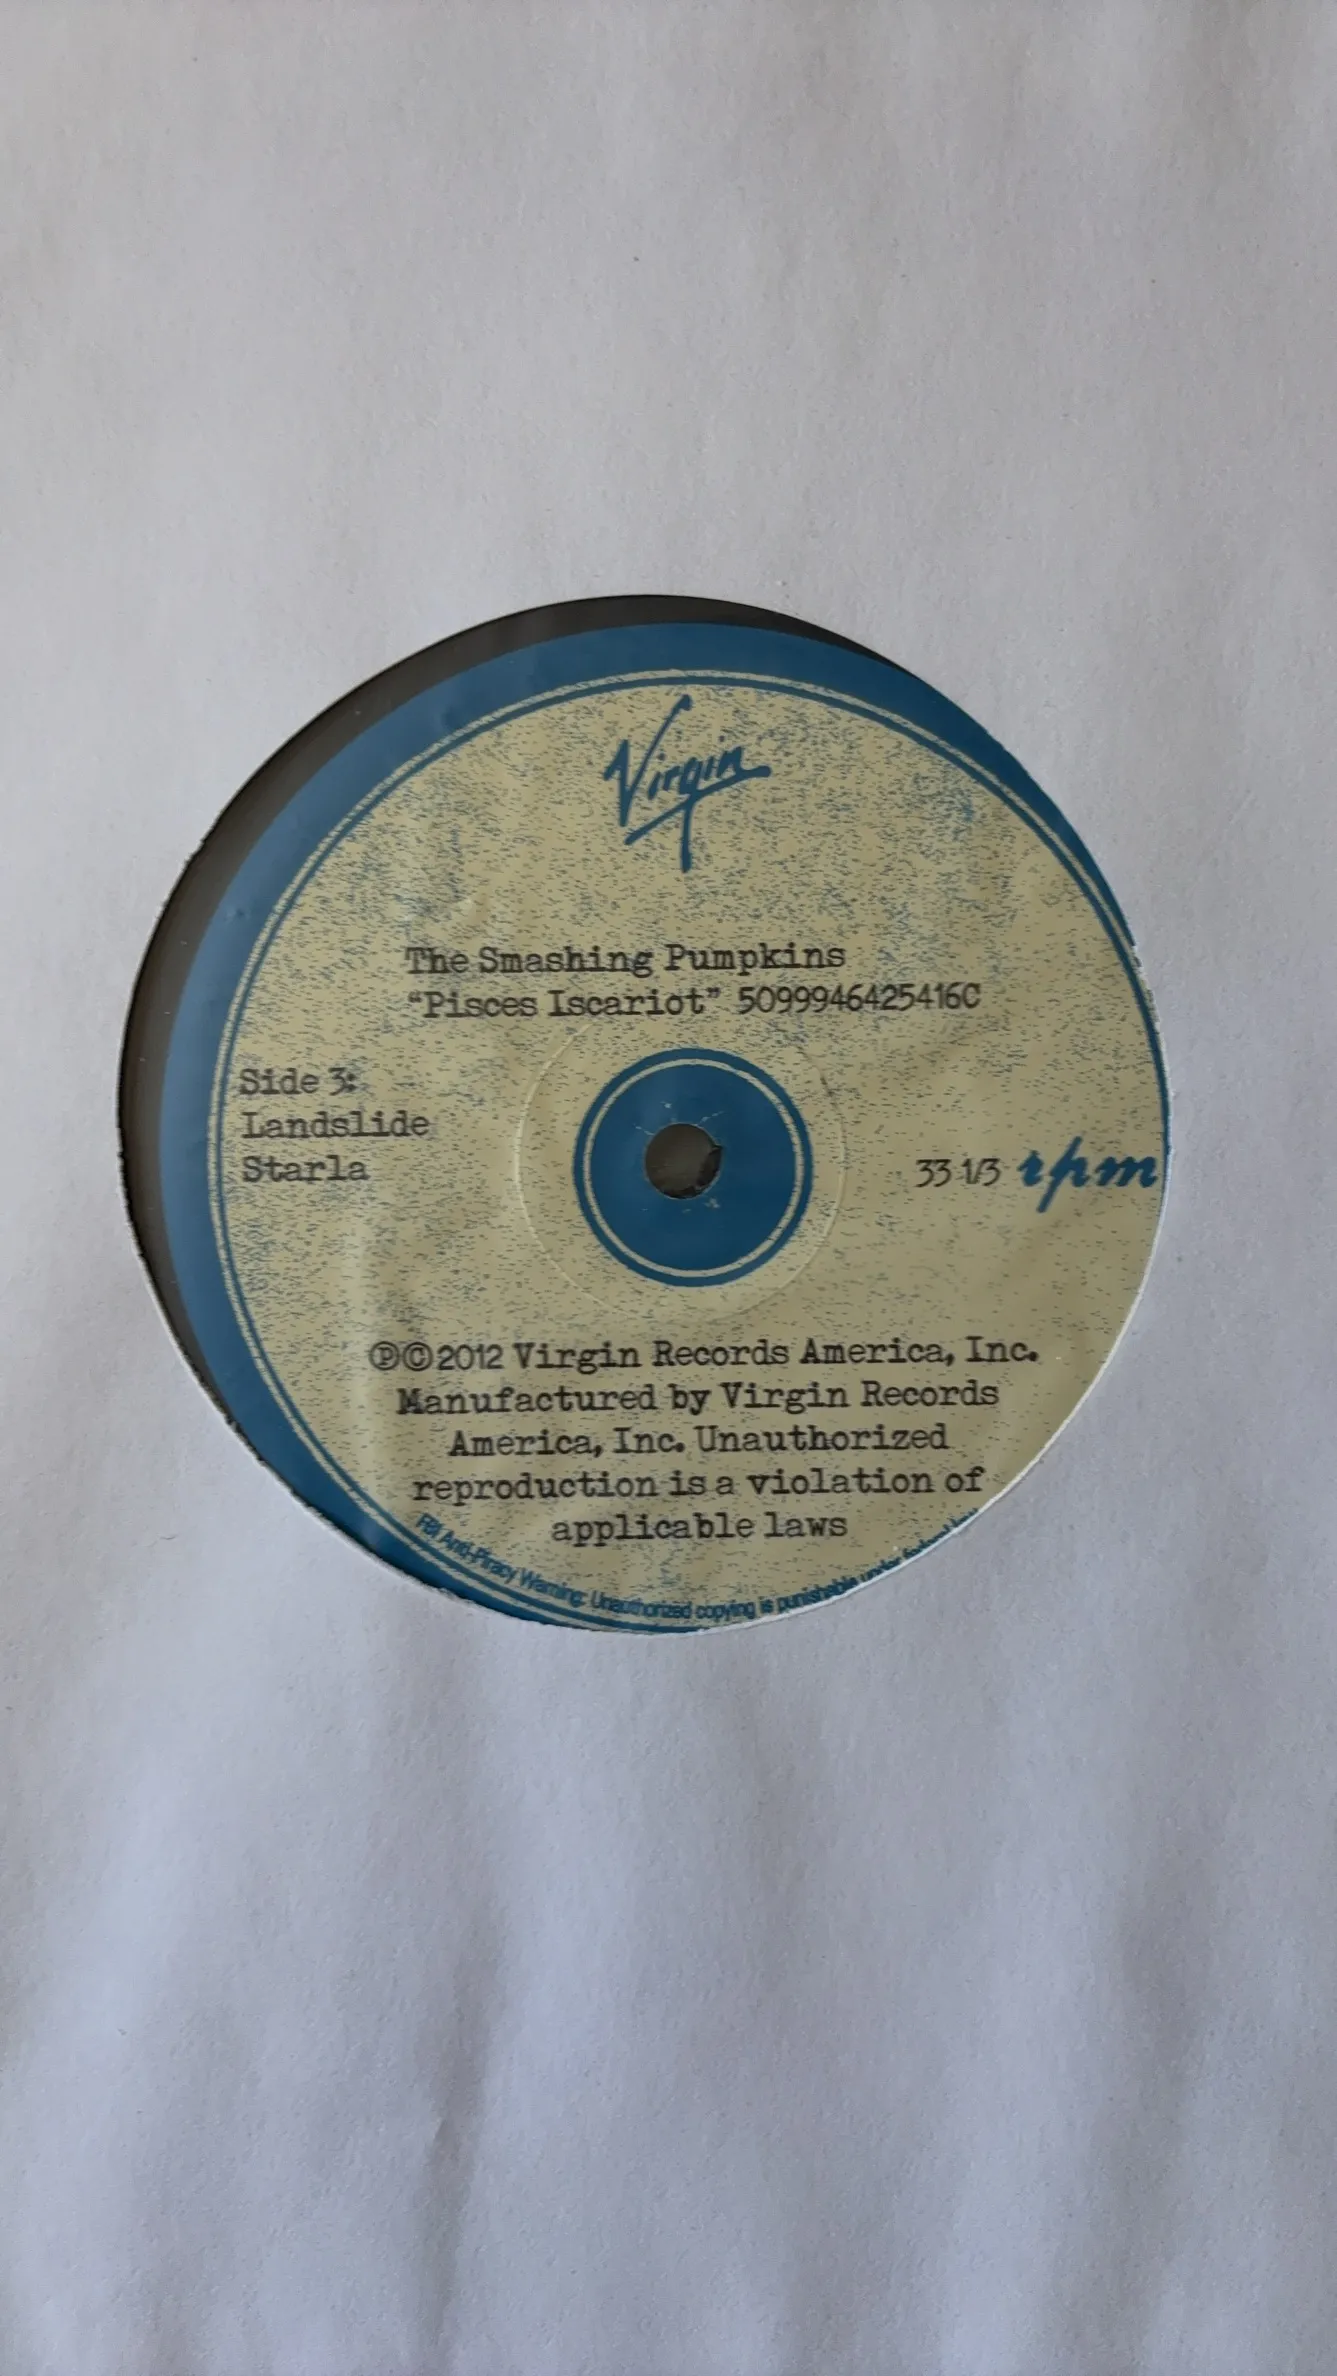 Virgin
The Smashing Pumpkins
"Pisces Iscariot" 5099946425416C
Side 3:
Landslide
Starla
33 1/3 rpm
℗©2012 Virgin Records America, Inc.
Manufactured by Virgin Records
America, Inc. Unauthorized
reproduction is a violation of
applicable laws
FBI Anti-Piracy Warning: Unauthorized copying is punishable under federal law